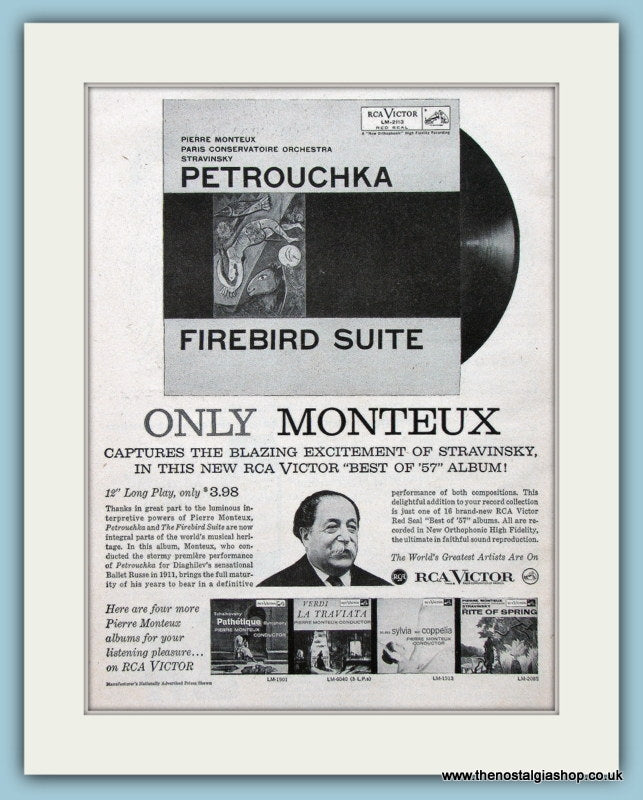 RCA VICTOR
LM-2113
RED SEAL
A "New Orthophonic" High Fidelity Recording
PIERRE MONTEUX
PARIS CONSERVATOIRE ORCHESTRA
STRAVINSKY
PETROUCHKA
FIREBIRD SUITE
ONLY MONTEUX
CAPTURES THE BLAZING EXCITEMENT OF STRAVINSKY,
IN THIS NEW RCA VICTOR "BEST OF '57" ALBUM!
12" Long Play, only $3.98
Thanks in great part to the luminous in-
terpretive powers of Pierre Monteux,
Petrouchka and The Firebird Suite are now
integral parts of the world's musical heri-
tage. In this album, Monteux, who con-
ducted the stormy première performance
of Petrouchka for Diaghilev's sensational
Ballet Russe in 1911, brings the full matur-
ity of his years to bear in a definitive
performance of both compositions. This
delightful addition to your record collection
is just one of 16 brand-new RCA Victor
Red Seal "Best of '57" albums. All are re-
corded in New Orthophonic High Fidelity,
the ultimate in faithful sound reproduction.
The World's Greatest Artists Are On
RCA RCA VICTOR
Here are four more
Pierre Monteux
albums for your
listening pleasure...
on RCA VICTOR
Manufacturer's Nationally Advertised Prices Shown
Tchaikovsky
Pathétique Symphony
PIERRE MONTEUX
CONDUCTOR
LM-1901
VERDI
LA TRAVIATA
PIERRE MONTEUX CONDUCTOR
LM-6040 (3 L.P.s)
sylvia and coppélia
PIERRE MONTEUX
CONDUCTOR
LM-1913
PIERRE MONTEUX
STRAVINSKY
RITE OF SPRING
LM-2085
www.thenostalgiashop.co.uk